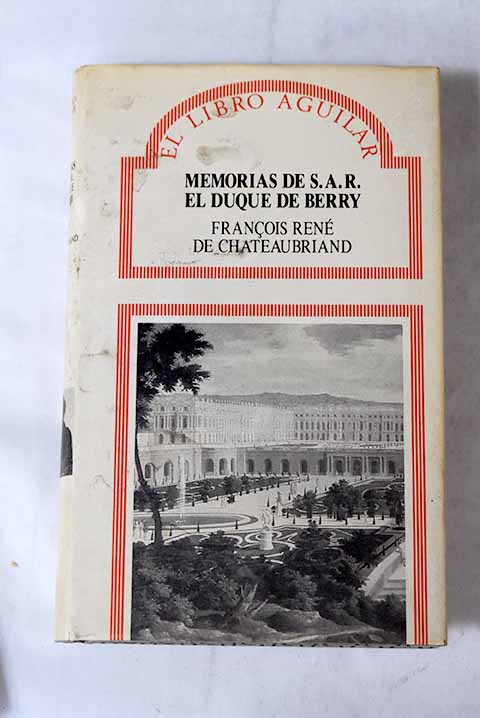 EL LIBRO AGUILAR
MEMORIAS DE S.A.R.
EL DUQUE DE BERRY
FRANÇOIS RENÉ
DE CHATEAUBRIAND